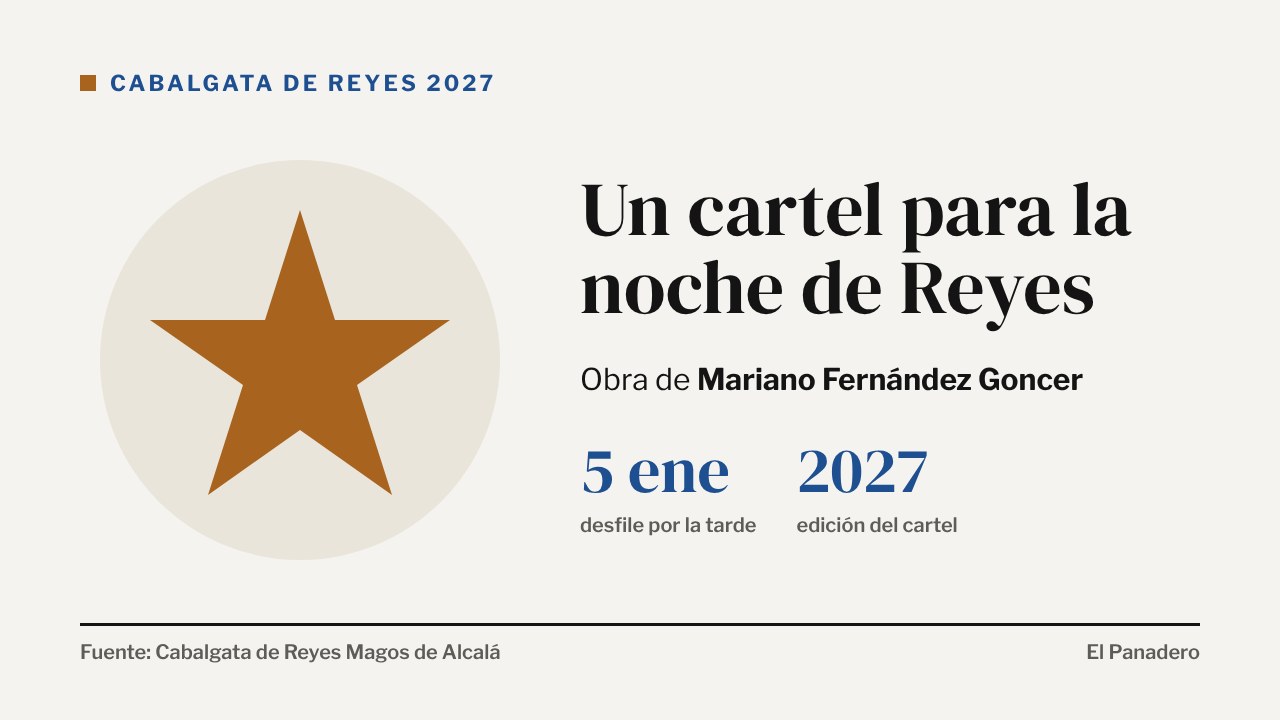 CABALGATA DE REYES 2027
Un cartel para la
noche de Reyes
Obra de Mariano Fernández Goncer
5 ene
desfile por la tarde
2027
edición del cartel
Fuente: Cabalgata de Reyes Magos de Alcalá
El Panadero